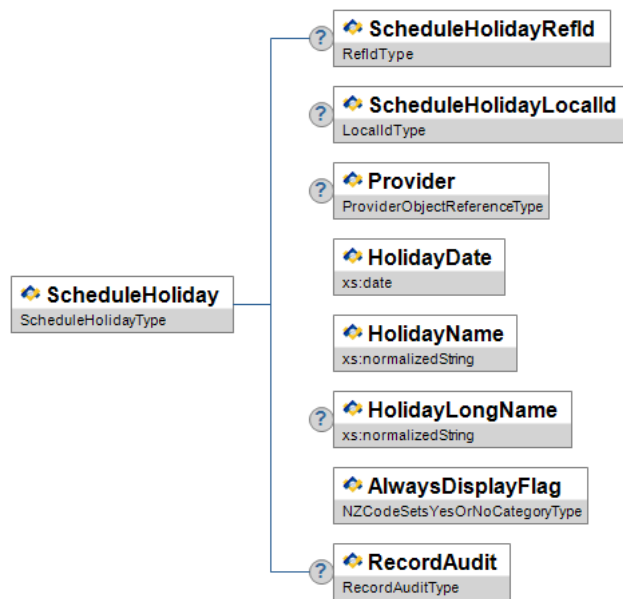 ?
ScheduleHolidayRefId
RefIdType
?
ScheduleHolidayLocalId
LocalIdType
?
Provider
ProviderObjectReferenceType
HolidayDate
xs:date
ScheduleHoliday
ScheduleHolidayType
HolidayName
xs:normalizedString
?
HolidayLongName
xs:normalizedString
AlwaysDisplayFlag
NZCodeSetsYesOrNoCategoryType
?
RecordAudit
RecordAuditType